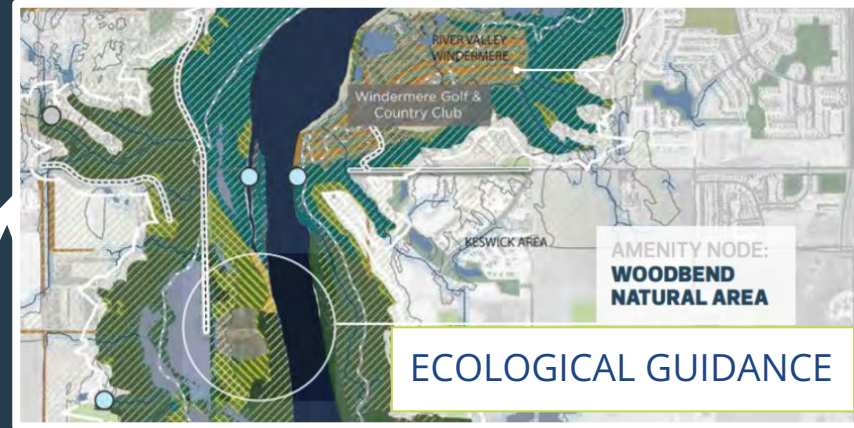 RIVER VALLEY
WINDERMERE
Windermere Golf &
Country Club
KESWICK AREA
AMENITY NODE:
WOODBEND
NATURAL AREA
ECOLOGICAL GUIDANCE